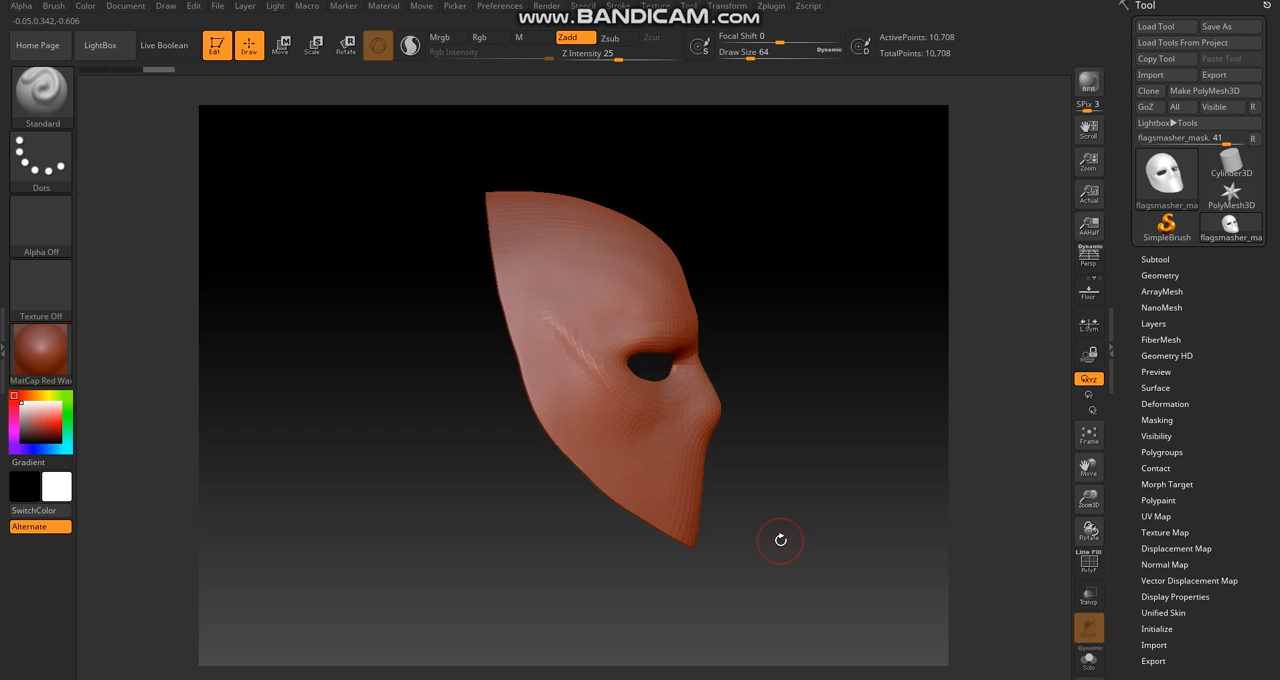 Alpha Brush Color Document Draw Edit File Layer Light Macro Marker Material Movie Picker Preferences Render Stencil Stroke Texture Tool Transform Zplugin Zscript
www.BANDICAM.com
Tool
-0.05.0.342,-0.606
Home Page LightBox Live Boolean Edit Draw Move Scale Rotate
Mrgb Rgb M Zadd Zsub Zcut
Rgb Intensity Z Intensity 25
Focal Shift 0
Draw Size 64 Dynamic
ActivePoints: 10,708
TotalPoints: 10,708
S
D
Standard
Dots
Alpha Off
Texture Off
MatCap Red Wax
Gradient
SwitchColor
Alternate
BPR
SPix 3
Scroll
Zoom
Actual
AAHalf
Dynamic
Persp
Floor
L.Sym
XYZ
Frame
Move
Zoom3D
Rotate
Line Fill
PolyF
Transp
Ghost
Dynamic
Solo
Load Tool Save As
Load Tools From Project
Copy Tool Paste Tool
Import Export
Clone Make PolyMesh3D
GoZ All Visible R
Lightbox▶Tools
flagsmasher_mask. 41 R
flagsmasher_ma Cylinder3D
PolyMesh3D
SimpleBrush flagsmasher_ma
Subtool
Geometry
ArrayMesh
NanoMesh
Layers
FiberMesh
Geometry HD
Preview
Surface
Deformation
Masking
Visibility
Polygroups
Contact
Morph Target
Polypaint
UV Map
Texture Map
Displacement Map
Normal Map
Vector Displacement Map
Display Properties
Unified Skin
Initialize
Import
Export